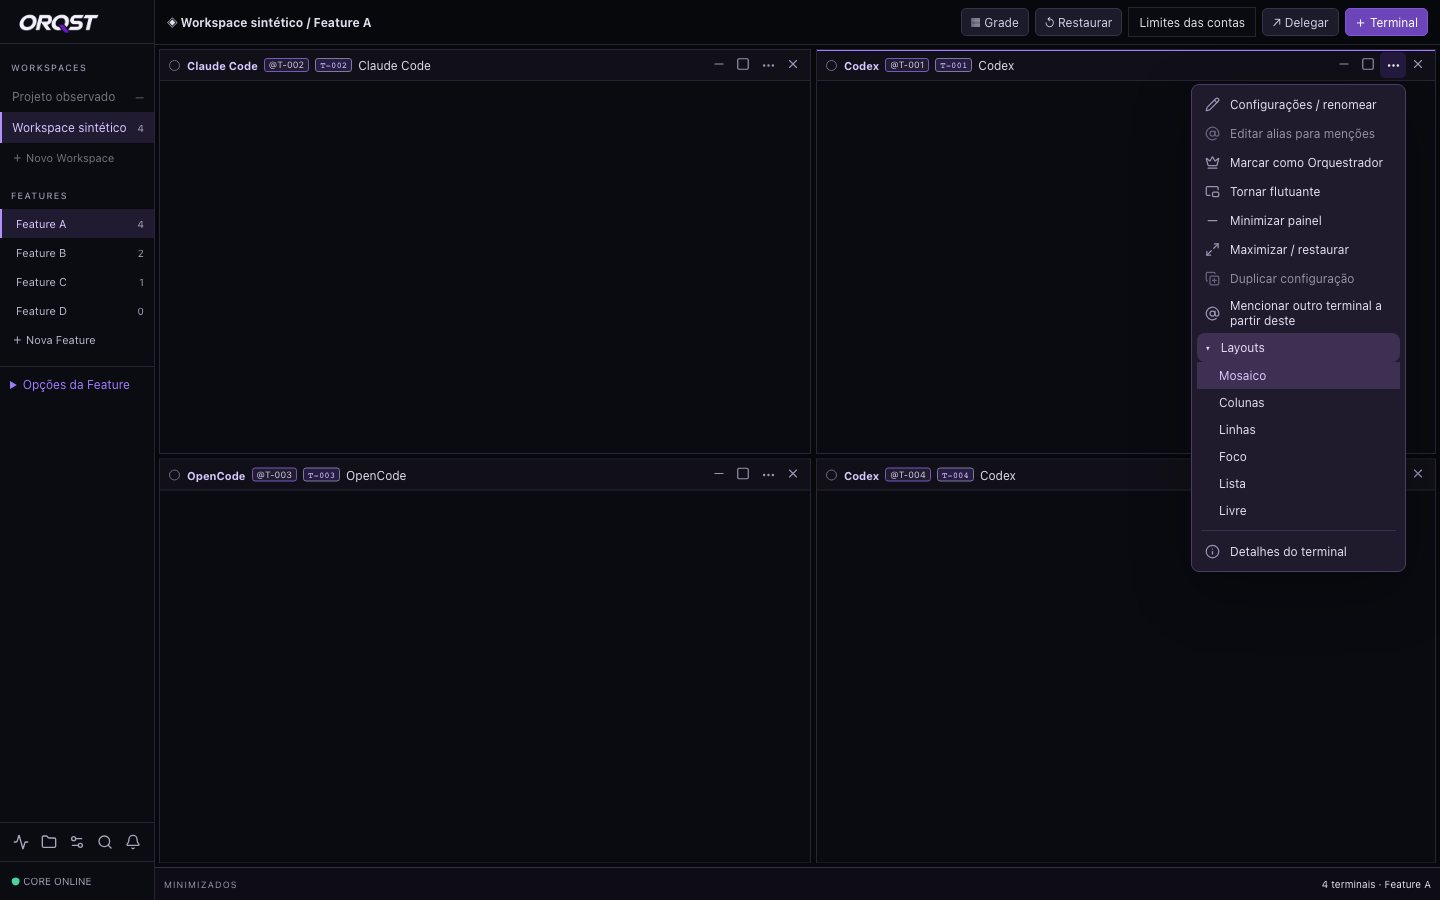 ORQST
◈ Workspace sintético / Feature A
Grade
Restaurar
Limites das contas
Delegar
+ Terminal
WORKSPACES
Projeto observado —
Workspace sintético 4
+ Novo Workspace
FEATURES
Feature A 4
Feature B 2
Feature C 1
Feature D 0
+ Nova Feature
Opções da Feature
CORE ONLINE
Claude Code @T-002 T-002 Claude Code
Codex @T-001 T-001 Codex
Configurações / renomear
Editar alias para menções
Marcar como Orquestrador
Tornar flutuante
Minimizar painel
Maximizar / restaurar
Duplicar configuração
Mencionar outro terminal a
partir deste
Layouts
Mosaico
Colunas
Linhas
Foco
Lista
Livre
Detalhes do terminal
OpenCode @T-003 T-003 OpenCode
Codex @T-004 T-004 Codex
MINIMIZADOS
4 terminais · Feature A